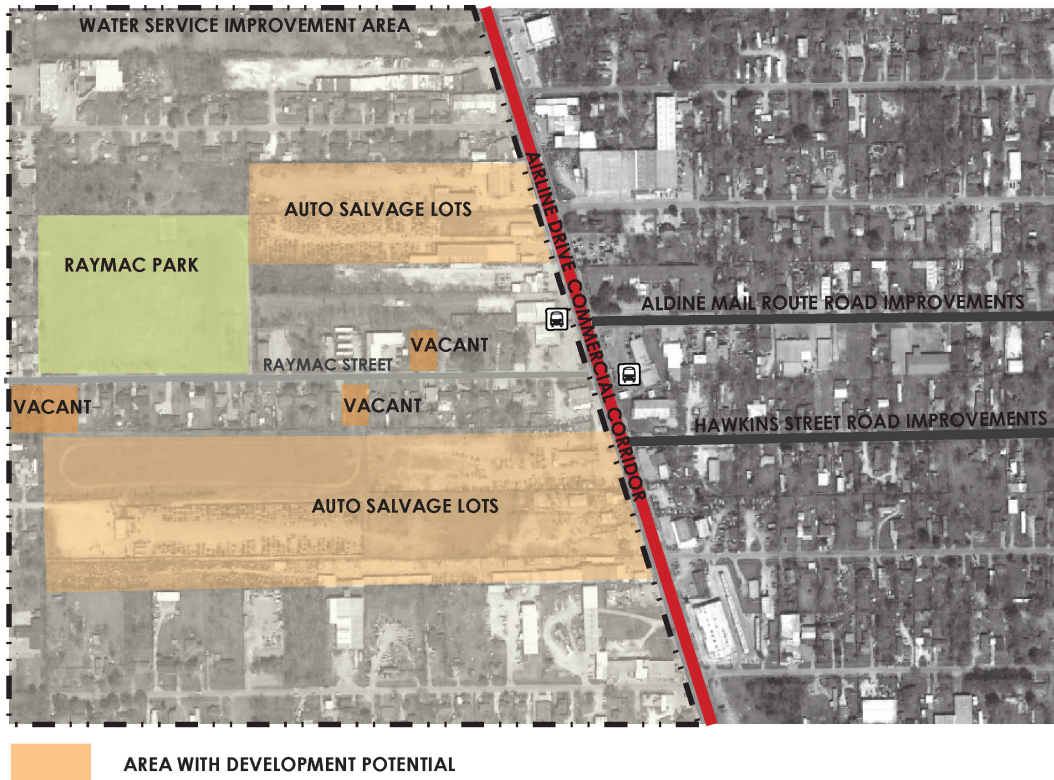 WATER SERVICE IMPROVEMENT AREA
AUTO SALVAGE LOTS
RAYMAC PARK
AIRLINE DRIVE COMMERCIAL CORRIDOR
ALDINE MAIL ROUTE ROAD IMPROVEMENTS
VACANT
RAYMAC STREET
VACANT
VACANT
HAWKINS STREET ROAD IMPROVEMENTS
AUTO SALVAGE LOTS
AREA WITH DEVELOPMENT POTENTIAL